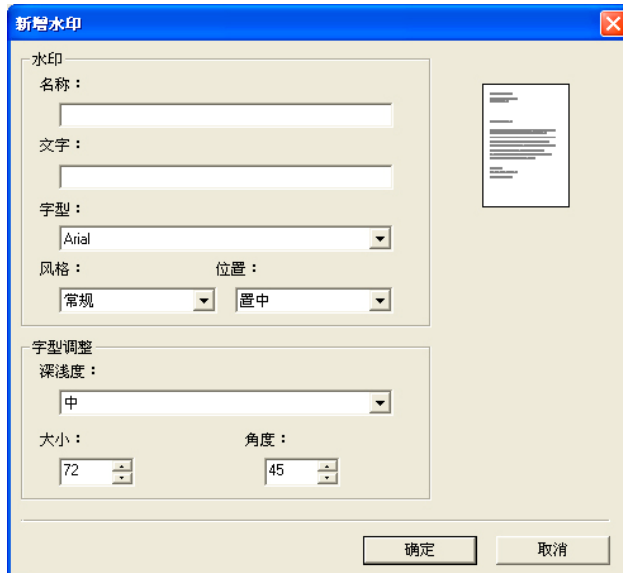 新增水印
水印
名称：
文字：
字型：
Arial
风格： 位置：
常规 置中
字型调整
深浅度：
中
大小： 角度：
72 45
确定 取消